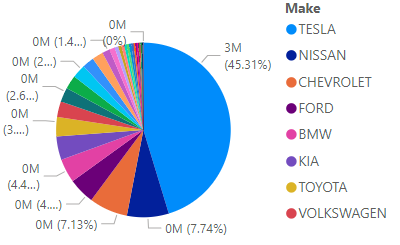 0M
(0%)
0M (1.4...)
0M (2...)
0M
(2.6...)
0M
(3....)
0M
(4.4...)
0M (4....)
0M (7.13%)
0M (7.74%)
3M
(45.31%)
Make
TESLA
NISSAN
CHEVROLET
FORD
BMW
KIA
TOYOTA
VOLKSWAGEN